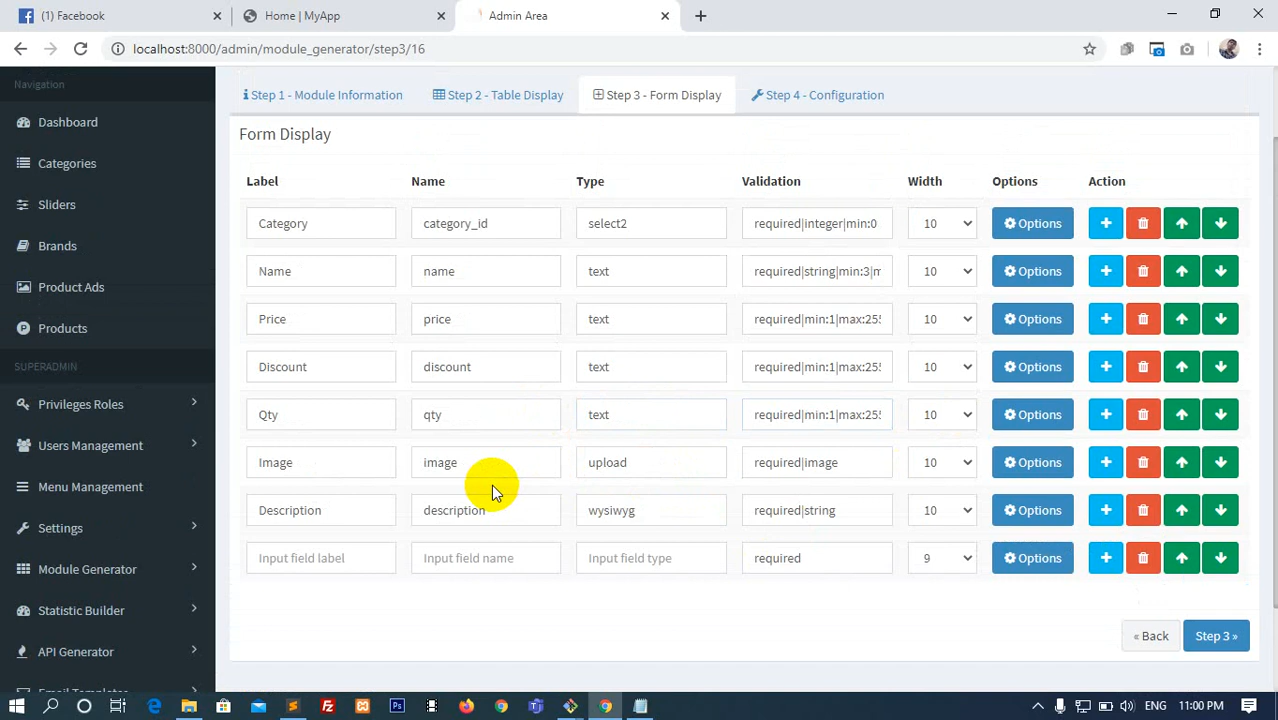 (1) Facebook
Home | MyApp
Admin Area
localhost:8000/admin/module_generator/step3/16
Navigation
Dashboard
Categories
Sliders
Brands
Product Ads
Products
SUPERADMIN
Privileges Roles
Users Management
Menu Management
Settings
Module Generator
Statistic Builder
API Generator
Email Templates
Step 1 - Module Information
Step 2 - Table Display
Step 3 - Form Display
Step 4 - Configuration
Form Display
Label Name Type Validation Width Options Action
Category category_id select2 required|integer|min:0 10 Options
Name name text required|string|min:3|m 10 Options
Price price text required|min:1|max:255 10 Options
Discount discount text required|min:1|max:255 10 Options
Qty qty text required|min:1|max:255 10 Options
Image image upload required|image 10 Options
Description description wysiwyg required|string 10 Options
Input field label Input field name Input field type required 9 Options
« Back Step 3 »
ENG 11:00 PM